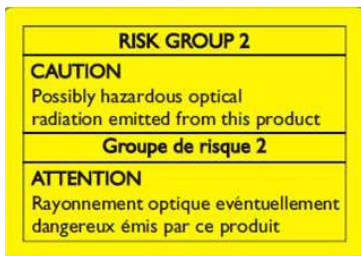 RISK GROUP 2
CAUTION
Possibly hazardous optical
radiation emitted from this product
Groupe de risque 2
ATTENTION
Rayonnement optique evéntuellement
dangereux émis par ce produit